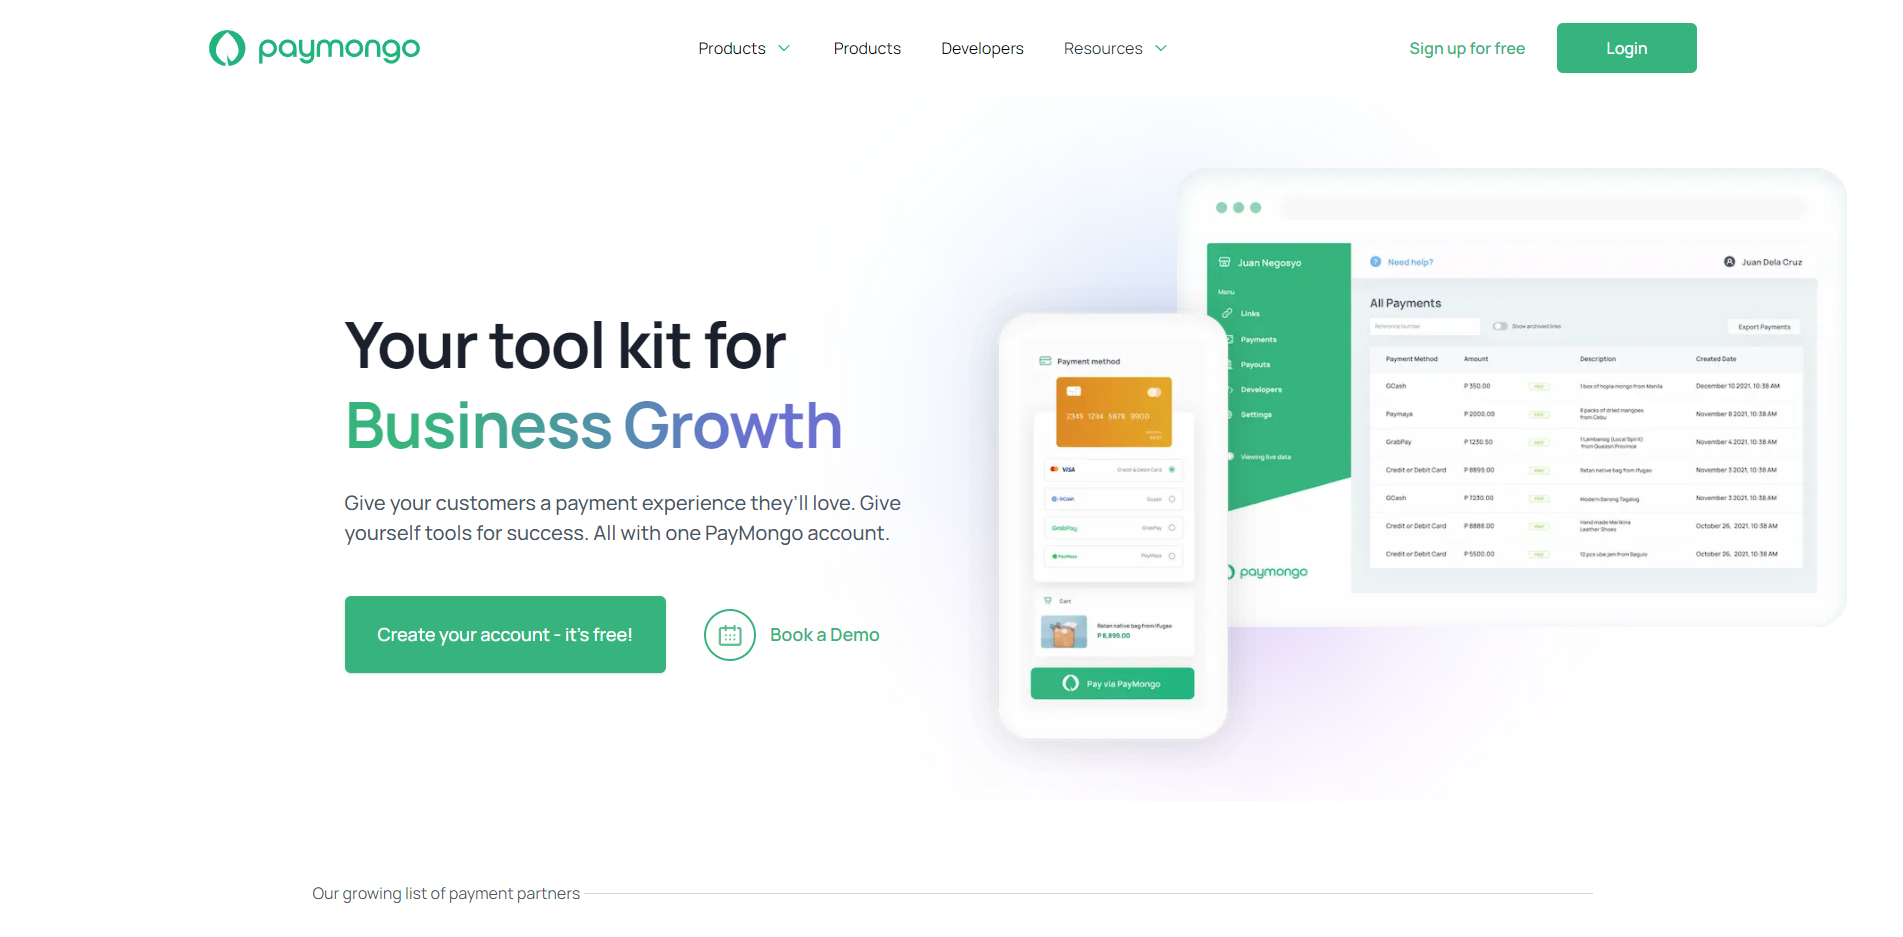 paymongo
Products
Products
Developers
Resources
Sign up for free
Login
Your tool kit for
Business Growth
Give your customers a payment experience they'll love. Give
yourself tools for success. All with one PayMongo account.
Create your account - it's free!
Book a Demo
Payment method
2345 1234 5678 9900
VISA
Credit & Debit Card
GCash
Gcash
GrabPay
GrabPay
PayMaya
PayMaya
Cart
Ratan native bag from Ifugao
P 8,899.00
Pay via PayMongo
Juan Negosyo
Menu
Links
Payments
Payouts
Developers
Settings
Viewing live data
paymongo
Need help?
Juan Dela Cruz
All Payments
Reference Number
Show archived links
Export Payments
Payment Method Amount Description Created Date
GCash P 350.00 PAID 1 box of hopia mongo from Manila December 10 2021, 10:38 AM
Paymaya P 2000.00 PAID 8 packs of dried mangoes
from Cebu November 8 2021, 10:38 AM
GrabPay P 1230.50 PAID 1 Lambanog (Local Spirit)
from Quezon Province November 4 2021, 10:38 AM
Credit or Debit Card P 8899.00 PAID Ratan native bag from Ifugao November 3 2021, 10:38 AM
GCash P 7230.00 PAID Modern Barong Tagalog November 3 2021, 10:38 AM
Credit or Debit Card P 8888.00 PAID Hand made Marikina
Leather Shoes October 26, 2021, 10:38 AM
Credit or Debit Card P 5500.00 PAID 12 pcs ube jam from Baguio October 26, 2021, 10:38 AM
Our growing list of payment partners